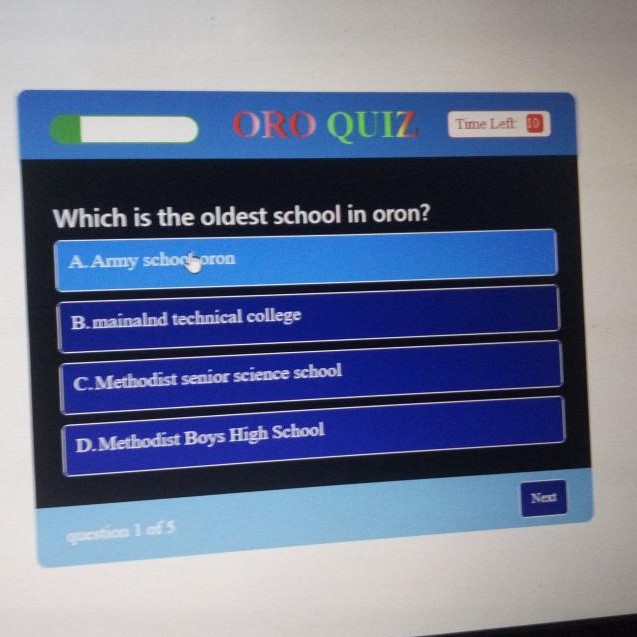 ORO QUIZ
Time Left: 10
Which is the oldest school in oron?
A. Army school oron
B. mainalnd technical college
C. Methodist senior science school
D. Methodist Boys High School
Next
question 1 of 5